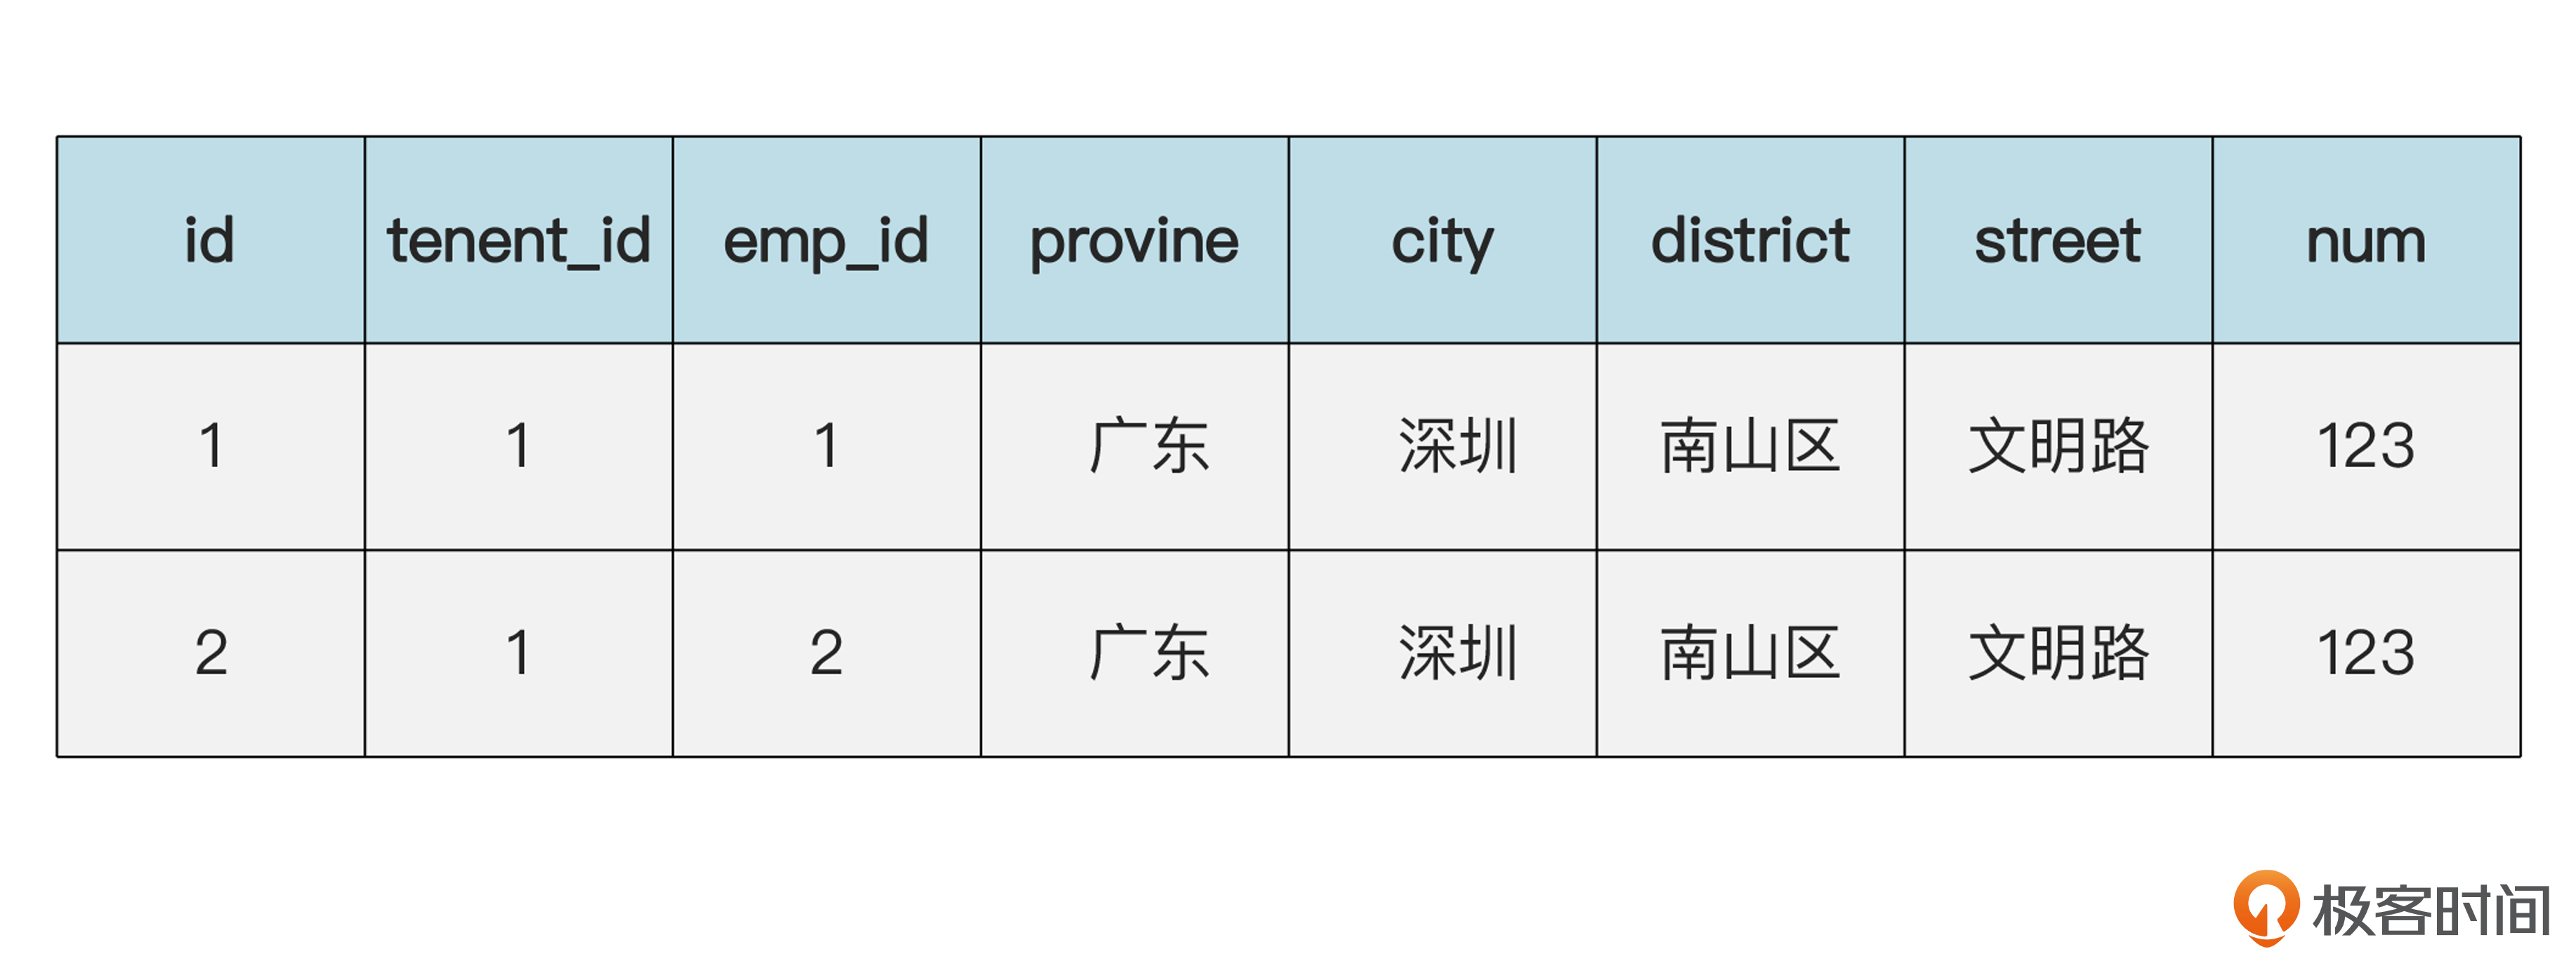 id tenent_id emp_id provine city district street num
1 1 1 广东 深圳 南山区 文明路 123
2 1 2 广东 深圳 南山区 文明路 123
极客时间